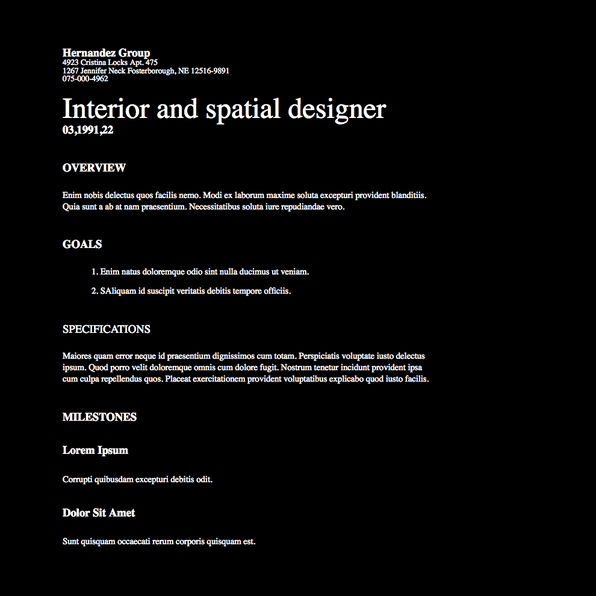 Hernandez Group
4923 Cristina Locks Apt. 475
1267 Jennifer Neck Fosterborough, NE 12516-9891
075-000-4962
Interior and spatial designer
03,1991,22
OVERVIEW
Enim nobis delectus quos facilis nemo. Modi ex laborum maxime soluta excepturi provident blanditiis.
Quia sunt a ab at nam praesentium. Necessitatibus soluta iure repudiandae vero.
GOALS
1. Enim natus doloremque odio sint nulla ducimus ut veniam.
2. SAliquam id suscipit veritatis debitis tempore officiis.
SPECIFICATIONS
Maiores quam error neque id praesentium dignissimos cum totam. Perspiciatis voluptate iusto delectus
ipsum. Quod porro velit doloremque omnis cum dolore fugit. Nostrum tenetur incidunt provident ipsa
cum culpa repellendus quos. Placeat exercitationem provident voluptatibus explicabo quod iusto facilis.
MILESTONES
Lorem Ipsum
Corrupti quibusdam excepturi debitis odit.
Dolor Sit Amet
Sunt quisquam occaecati rerum corporis quisquam est.